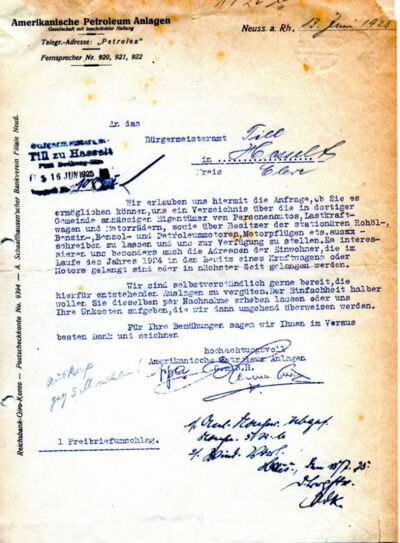 Amerikanische Petroleum Anlagen
Gesellschaft mit beschränkter Haftung
Telegr.-Adresse: „Petrolea"
Fernsprecher Nr. 920, 921, 922
Neuss. a. Rh., 13. Juni 1925
An das
Bürgermeisteramt Till
in Hasselt
Kreis Cleve
Bürgermeisteramt
Till zu Hasselt
16 JUN 1925
Wir erlauben uns hiermit die Anfrage, ob Sie es
ermöglichen können, uns ein Verzeichnis über die in dortiger
Gemeinde ansässigen Eigentümer von Personenautos, Lastkraft-
wagen und Motorrädern, sowie über Besitzer der stationären Rohöl-,
Benzin-, Benzol- und Petroleummotoren, Motorpflügen etc.
schreiben zu lassen und uns zur Verfügung zu stellen. Es interes-
sieren uns besonders auch die Adressen der Einwohner, die im
Laufe des Jahres 1924 in den Besitz eines Kraftwagens oder
Motors gelangt sind oder in nächster Zeit gelangen werden.
Wir sind selbstverständlich gerne bereit, die
hierfür entstehenden Auslagen zu vergüten. Der Einfachheit halber
wollen Sie dieselben per Nachnahme erheben lassen oder uns
Ihre Unkosten aufgeben, die wir dann umgehend überweisen werden.
Für Ihre Bemühungen sagen wir Ihnen im Voraus
besten Dank und zeichnen
hochachtungsvoll
Amerikanische Petroleum Anlagen
G.m.b.H.
ppa
1 Freibriefumschlag.
Reichsbank-Giro-Konto — Postscheckkonto No. 9394 — A. Schaaffhausen'scher Bankverein Filiale Neuß.